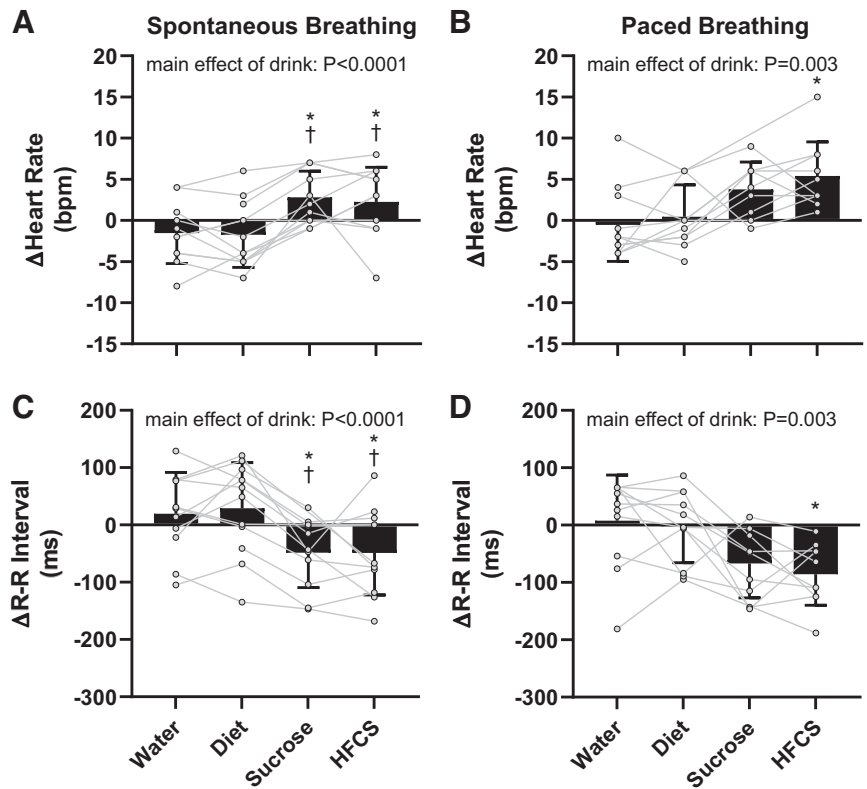 A
Spontaneous Breathing
main effect of drink: P<0.0001
ΔHeart Rate
(bpm)
20
15
10
5
0
-5
-10
-15
*
†
*
†
B
Paced Breathing
main effect of drink: P=0.003
ΔHeart Rate
(bpm)
20
15
10
5
0
-5
-10
-15
*
C
main effect of drink: P<0.0001
ΔR-R Interval
(ms)
200
100
0
-100
-200
-300
*
†
*
†
Water
Diet
Sucrose
HFCS
D
main effect of drink: P=0.003
ΔR-R Interval
(ms)
200
100
0
-100
-200
-300
*
Water
Diet
Sucrose
HFCS